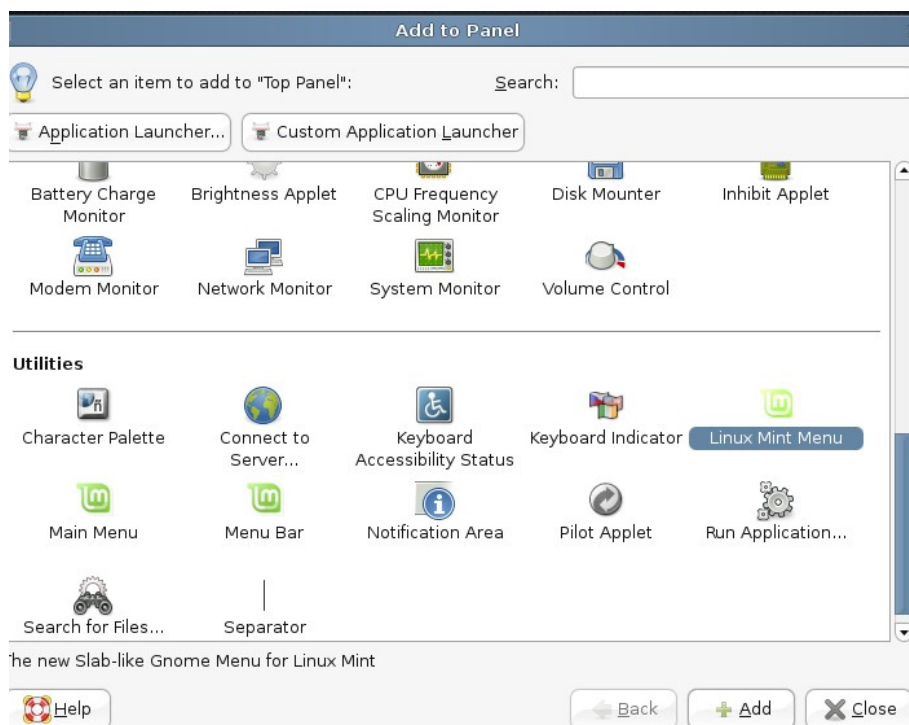 Add to Panel
Select an item to add to "Top Panel":
Search:
Application Launcher...
Custom Application Launcher
Battery Charge Monitor
Brightness Applet
CPU Frequency Scaling Monitor
Disk Mounter
Inhibit Applet
Modem Monitor
Network Monitor
System Monitor
Volume Control
Utilities
Character Palette
Connect to Server...
Keyboard Accessibility Status
Keyboard Indicator
Linux Mint Menu
Main Menu
Menu Bar
Notification Area
Pilot Applet
Run Application...
Search for Files...
Separator
The new Slab-like Gnome Menu for Linux Mint
Help
Back
Add
Close